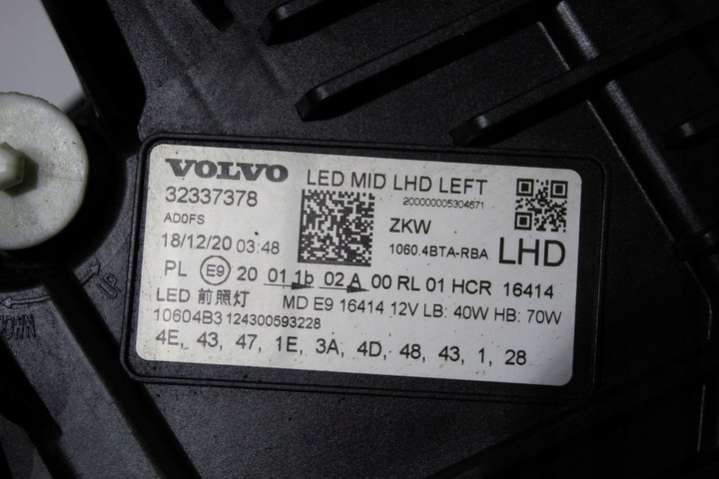 VOLVO LED MID LHD LEFT
32337378 200000005304671
AD0FS ZKW
18/12/20 03:48 1060.4BTA-RBA LHD
PL E9 20 01 1b 02 A 00 RL 01 HCR 16414
LED 前照灯 MD E9 16414 12V LB: 40W HB: 70W
10604B3 124300593228
4E, 43, 47, 1E, 3A, 4D, 48, 43, 1, 28
UP